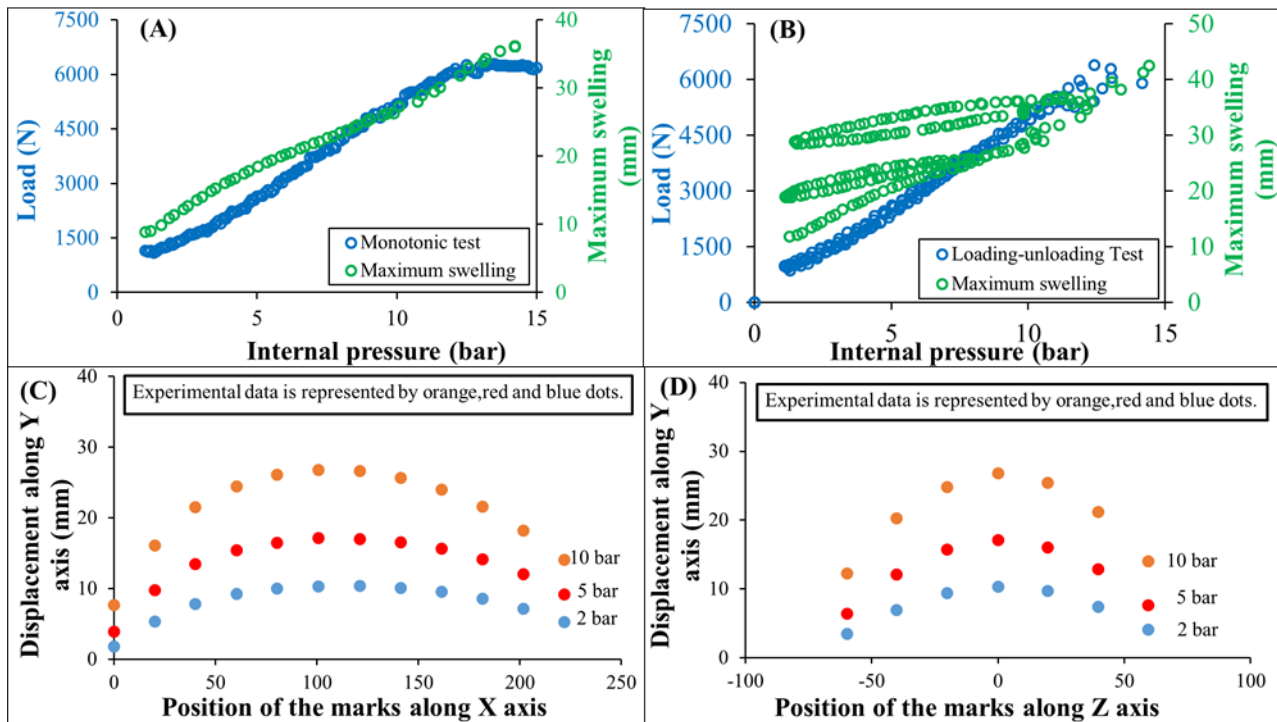 (A)
7500
6000
4500
3000
1500
0
Load (N)
40
30
20
10
0
Maximum swelling
(mm)
Monotonic test
Maximum swelling
0
5
10
15
Internal pressure (bar)
(B)
7500
6000
4500
3000
1500
0
Load (N)
50
40
30
20
10
0
Maximum swelling
(mm)
Loading-unloading Test
Maximum swelling
0
5
10
15
Internal pressure (bar)
(C)
Experimental data is represented by orange,red and blue dots.
40
30
20
10
0
Displacement along Y
axis (mm)
10 bar
5 bar
2 bar
0
50
100
150
200
250
Position of the marks along X axis
(D)
Experimental data is represented by orange,red and blue dots.
40
30
20
10
0
Displacement along Y
axis (mm)
10 bar
5 bar
2 bar
-100
-50
0
50
100
Position of the marks along Z axis